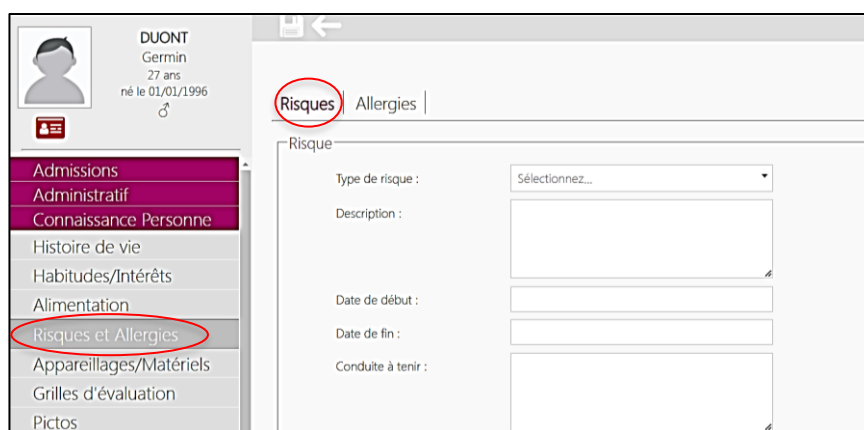 DUONT
Germin
27 ans
né le 01/01/1996
Admissions
Administratif
Connaissance Personne
Histoire de vie
Habitudes/Intérêts
Alimentation
Risques et Allergies
Appareillages/Matériels
Grilles d'évaluation
Pictos
Risques
Allergies
Risque
Type de risque :
Sélectionnez...
Description :
Date de début :
Date de fin :
Conduite à tenir :